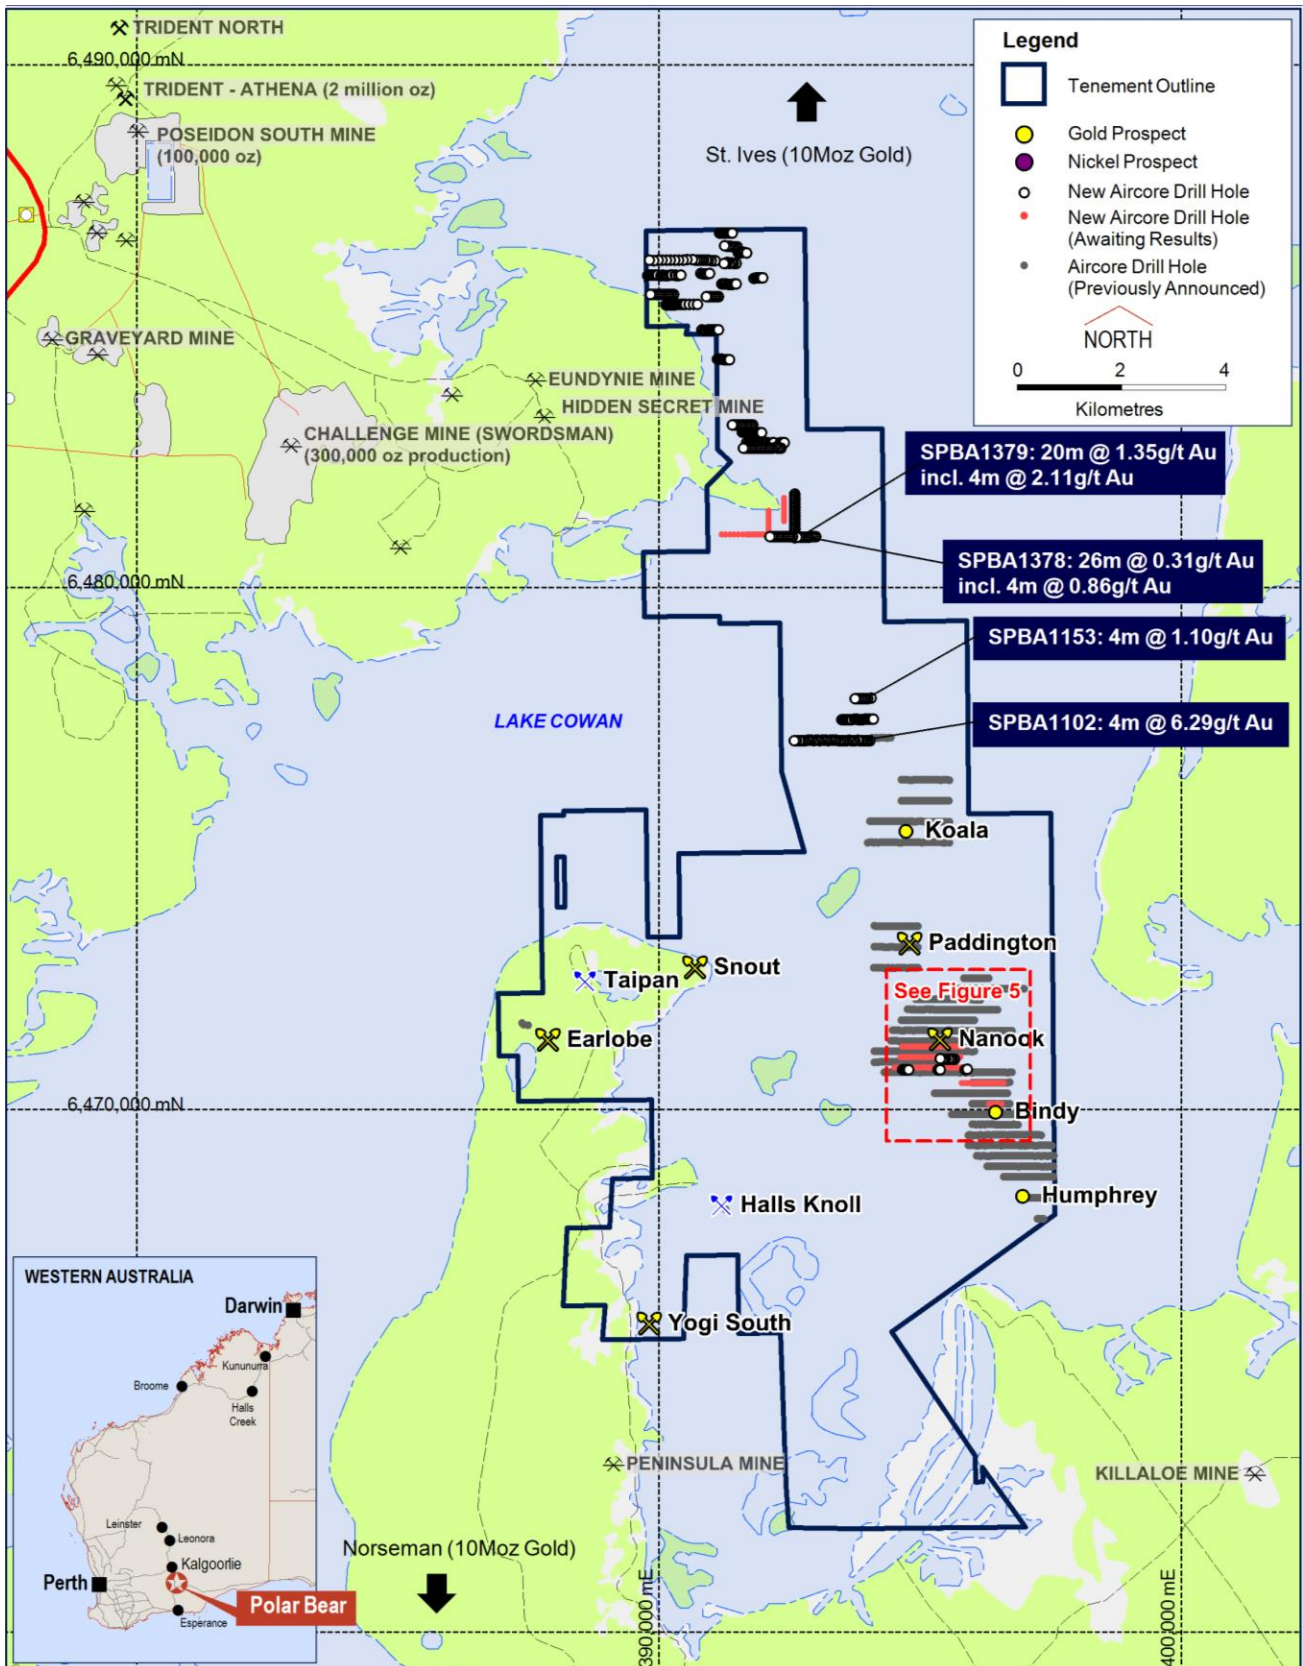 TRIDENT NORTH
6,490,000 mN
TRIDENT - ATHENA (2 million oz)
POSEIDON SOUTH MINE
(100,000 oz)
St. Ives (10Moz Gold)
Legend
Tenement Outline
Gold Prospect
Nickel Prospect
New Aircore Drill Hole
New Aircore Drill Hole
(Awaiting Results)
Aircore Drill Hole
(Previously Announced)
NORTH
0 2 4
Kilometres
GRAVEYARD MINE
EUNDYNIE MINE
HIDDEN SECRET MINE
CHALLENGE MINE (SWORDSMAN)
(300,000 oz production)
SPBA1379: 20m @ 1.35g/t Au
incl. 4m @ 2.11g/t Au
SPBA1378: 26m @ 0.31g/t Au
incl. 4m @ 0.86g/t Au
6,480,000 mN
SPBA1153: 4m @ 1.10g/t Au
LAKE COWAN
SPBA1102: 4m @ 6.29g/t Au
Koala
Paddington
Snout
Taipan
See Figure 5
Earlobe
Nanook
6,470,000 mN
Bindy
Humphrey
Halls Knoll
Yogi South
PENINSULA MINE
KILLALOE MINE
Norseman (10Moz Gold)
390,000 mE
400,000 mE
WESTERN AUSTRALIA
Darwin
Kununurra
Broome
Halls
Creek
Leinster
Leonora
Kalgoorlie
Perth
Polar Bear
Esperance